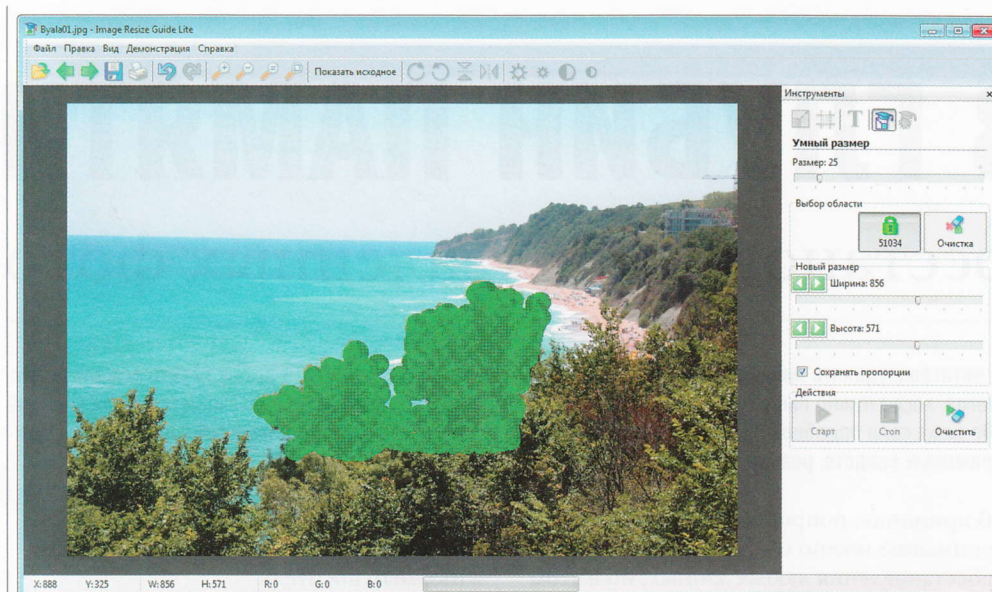 Byala01.jpg - Image Resize Guide Lite
Файл Правка Вид Демонстрация Справка
Показать исходное
Инструменты
T
Умный размер
Размер: 25
Выбор области
51034 Очистка
Новый размер
Ширина: 856
Высота: 571
Сохранять пропорции
Действия
Старт Стоп Очистить
X: 888 Y: 325 W: 856 H: 571 R: 0 G: 0 B: 0